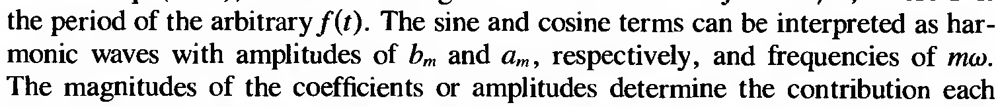 the period of the arbitrary f(t). The sine and cosine terms can be interpreted as har-
monic waves with amplitudes of bₘ and aₘ, respectively, and frequencies of mω.
The magnitudes of the coefficients or amplitudes determine the contribution each